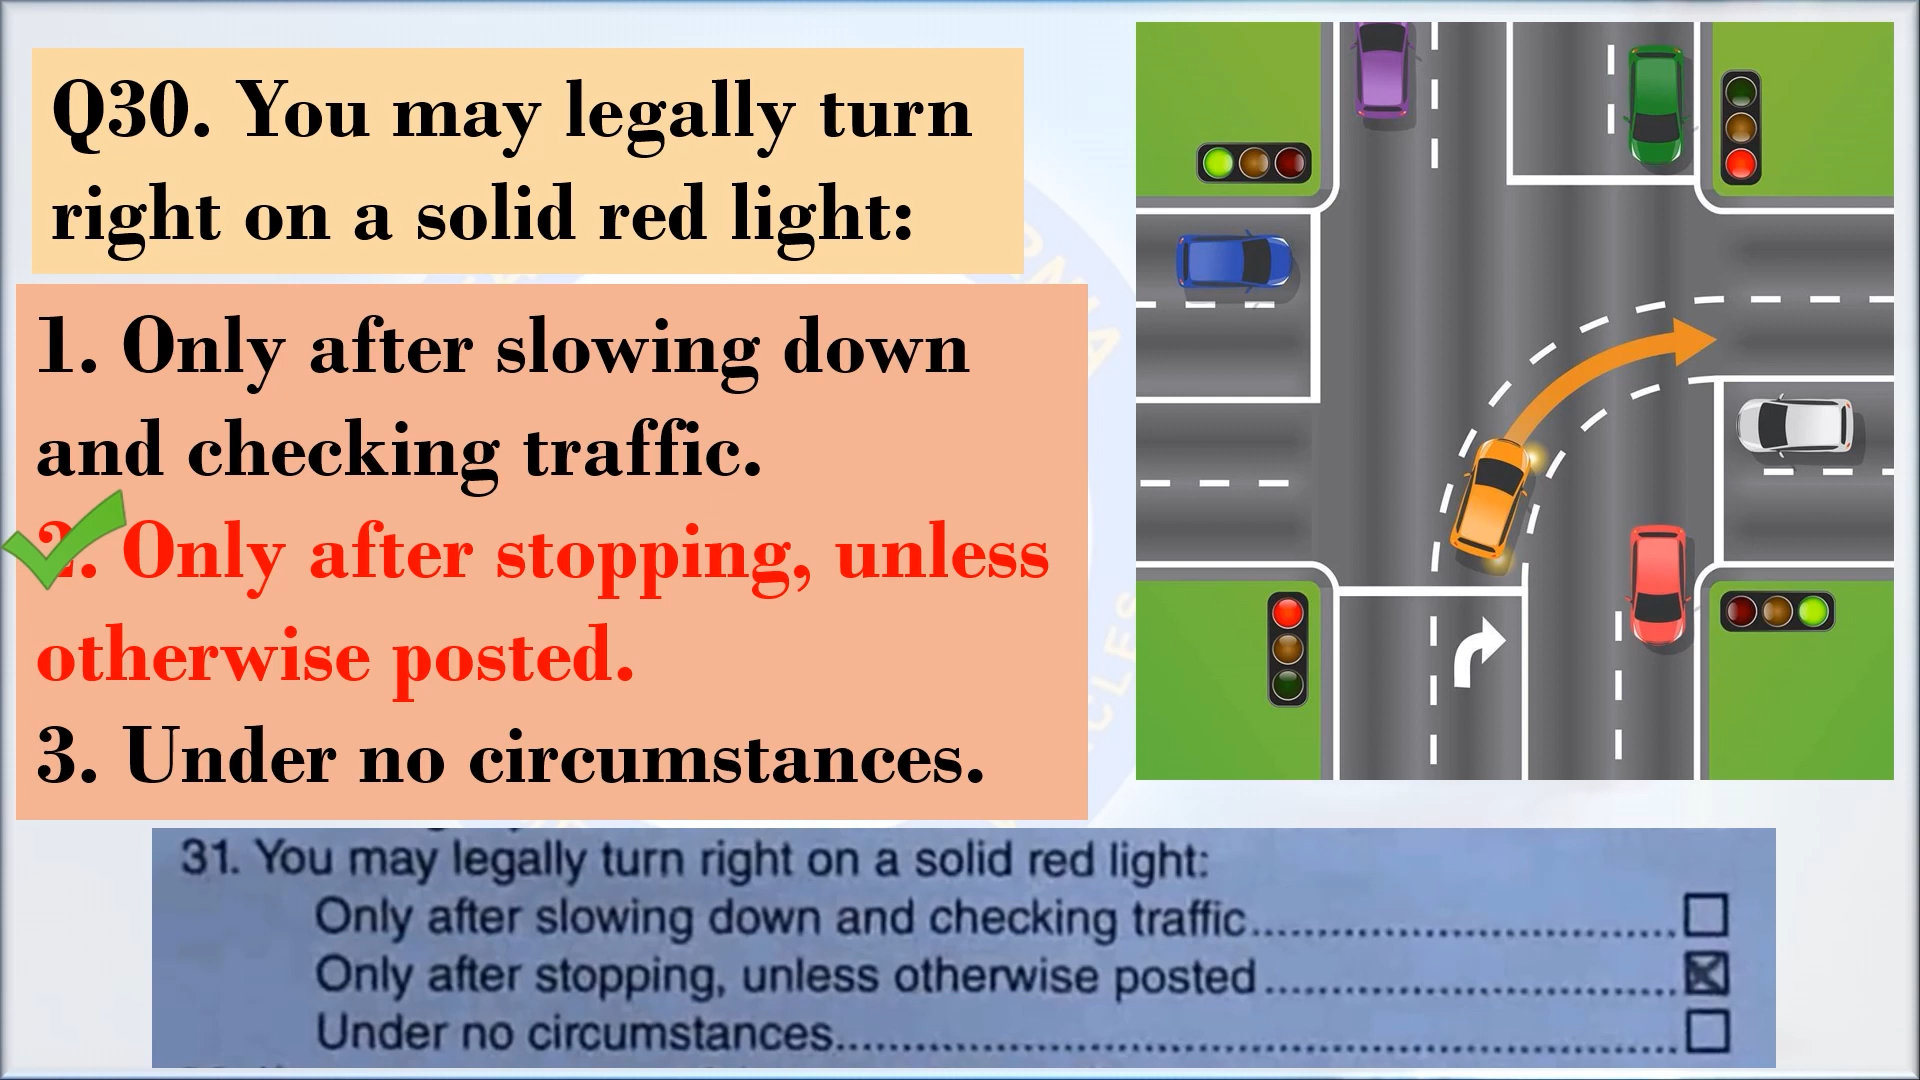 Q30. You may legally turn
right on a solid red light:
1. Only after slowing down
and checking traffic.
2. Only after stopping, unless
otherwise posted.
3. Under no circumstances.
31. You may legally turn right on a solid red light:
Only after slowing down and checking traffic
Only after stopping, unless otherwise posted
Under no circumstances